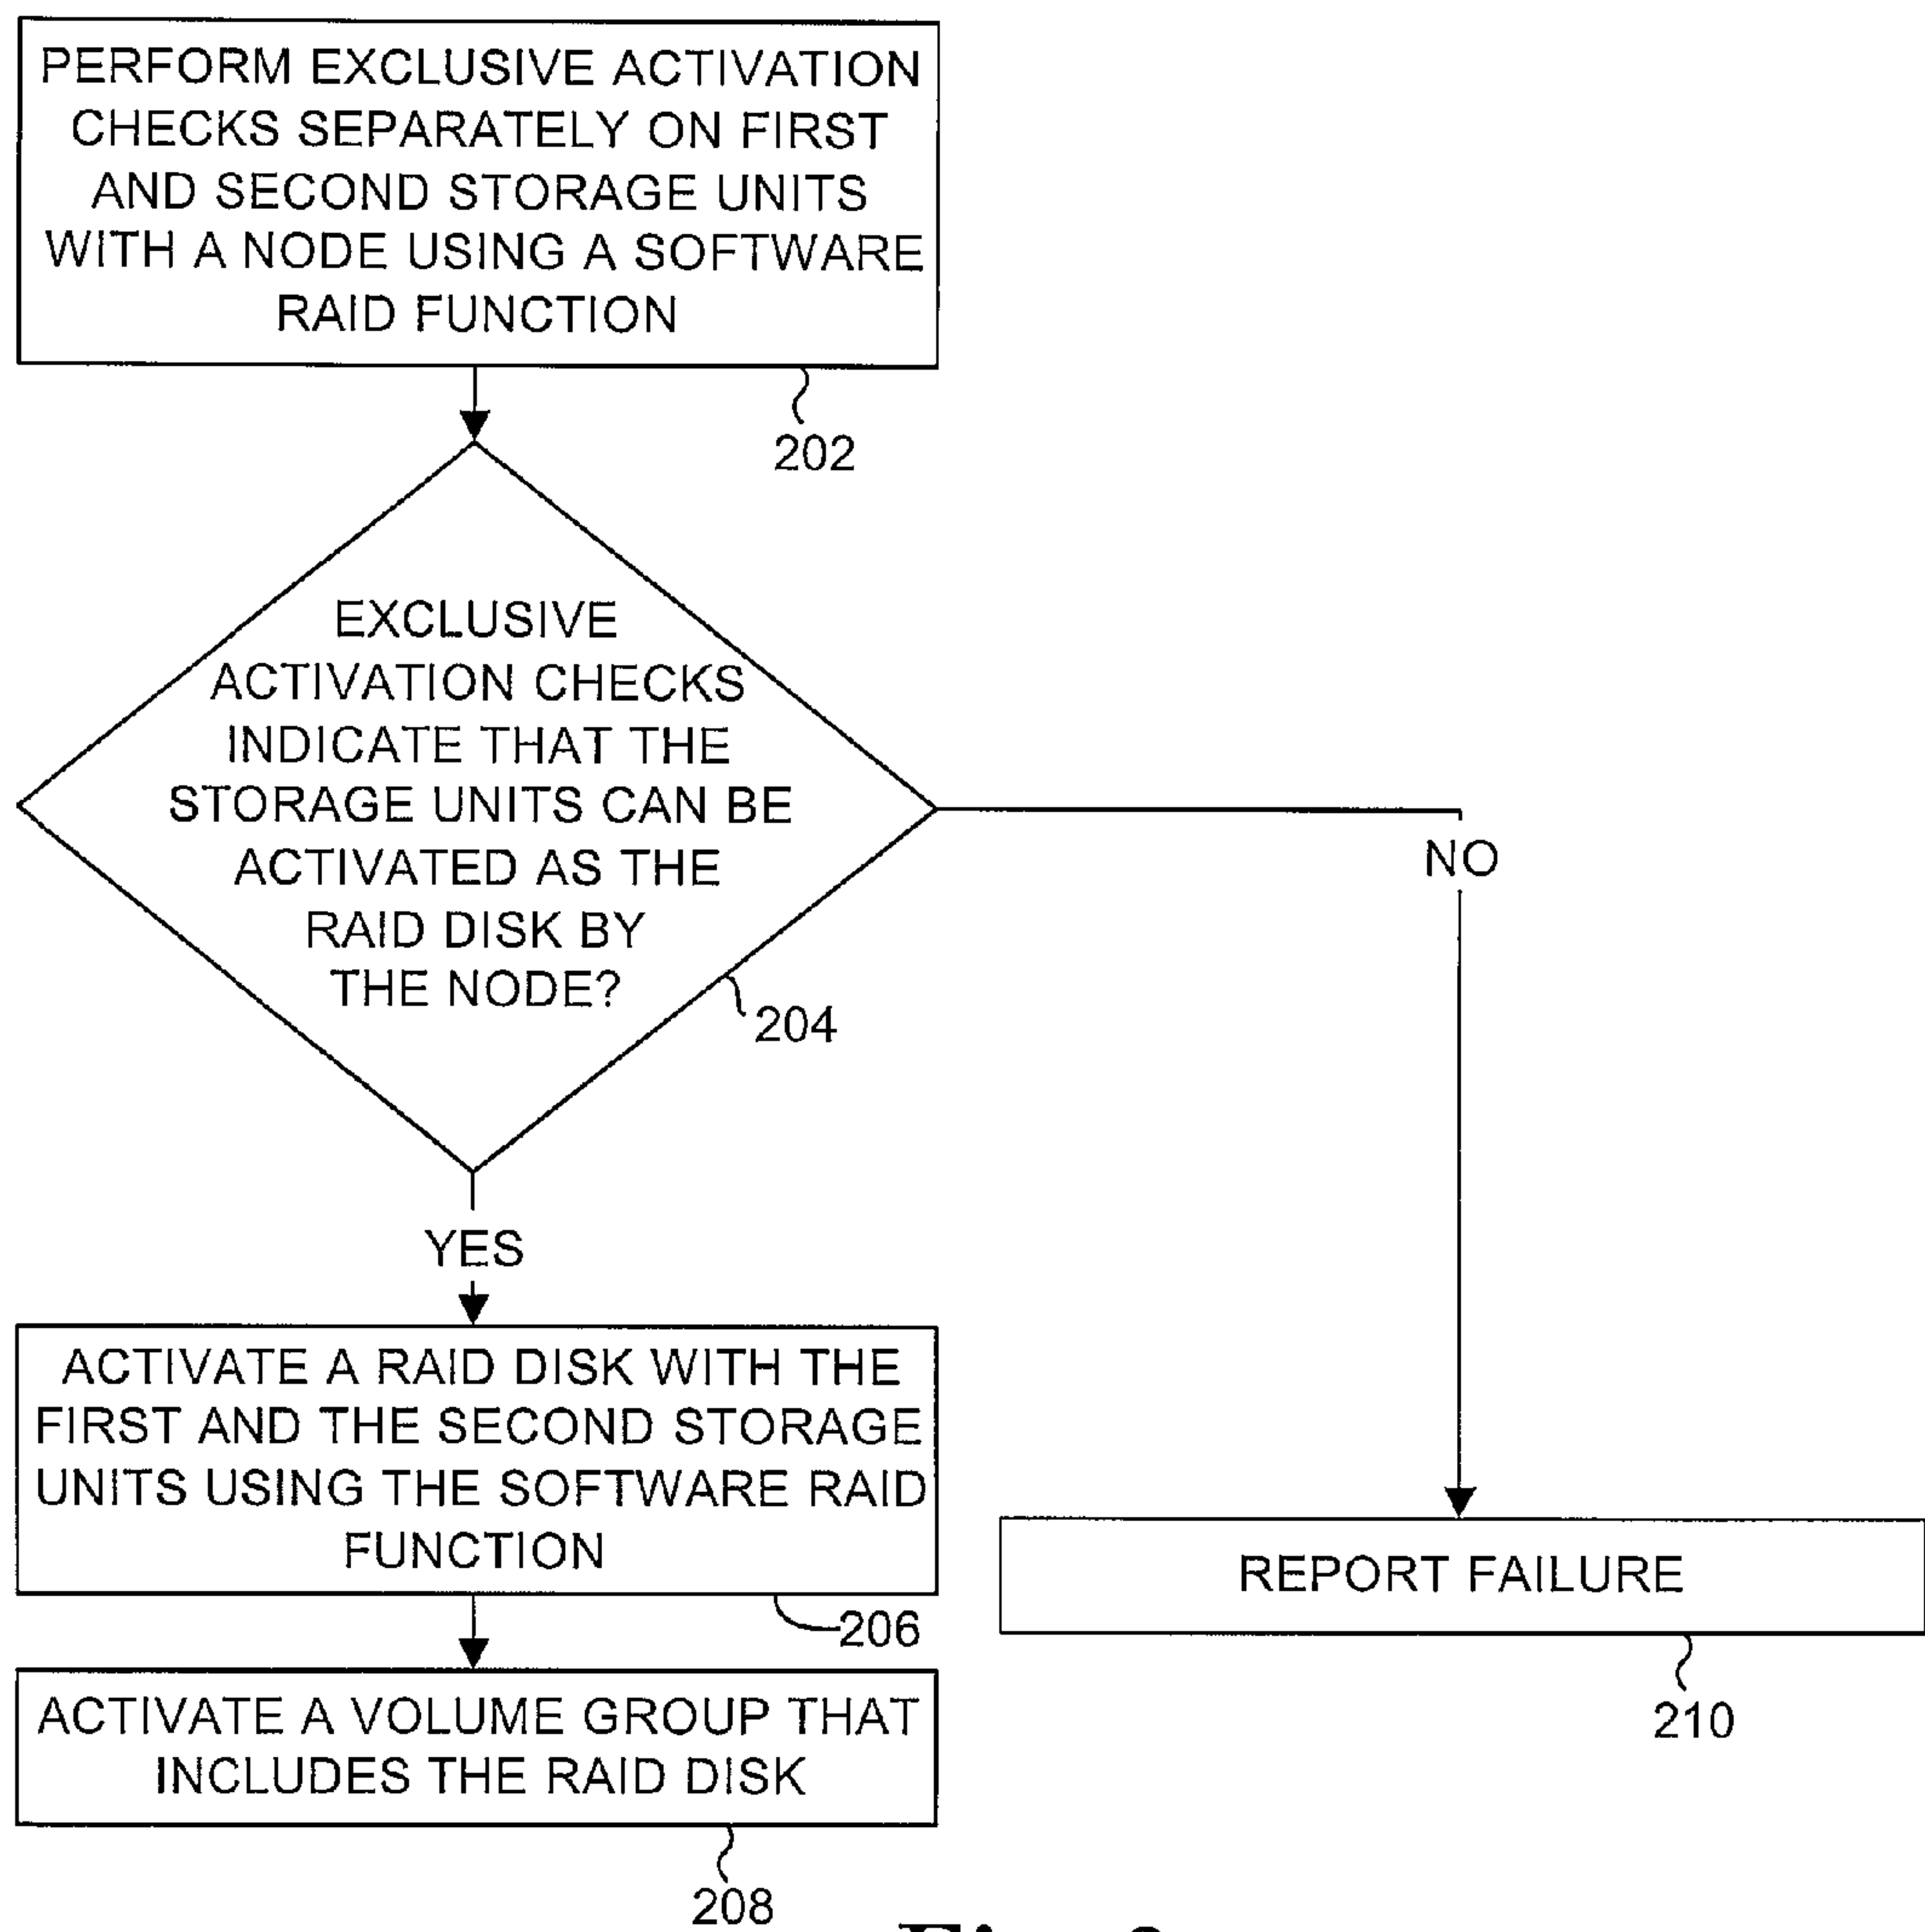 PERFORM EXCLUSIVE ACTIVATION
CHECKS SEPARATELY ON FIRST
AND SECOND STORAGE UNITS
WITH A NODE USING A SOFTWARE
RAID FUNCTION
202
EXCLUSIVE
ACTIVATION CHECKS
INDICATE THAT THE
STORAGE UNITS CAN BE
ACTIVATED AS THE
RAID DISK BY
THE NODE?
204
NO
YES
ACTIVATE A RAID DISK WITH THE
FIRST AND THE SECOND STORAGE
UNITS USING THE SOFTWARE RAID
FUNCTION
206
REPORT FAILURE
210
ACTIVATE A VOLUME GROUP THAT
INCLUDES THE RAID DISK
208